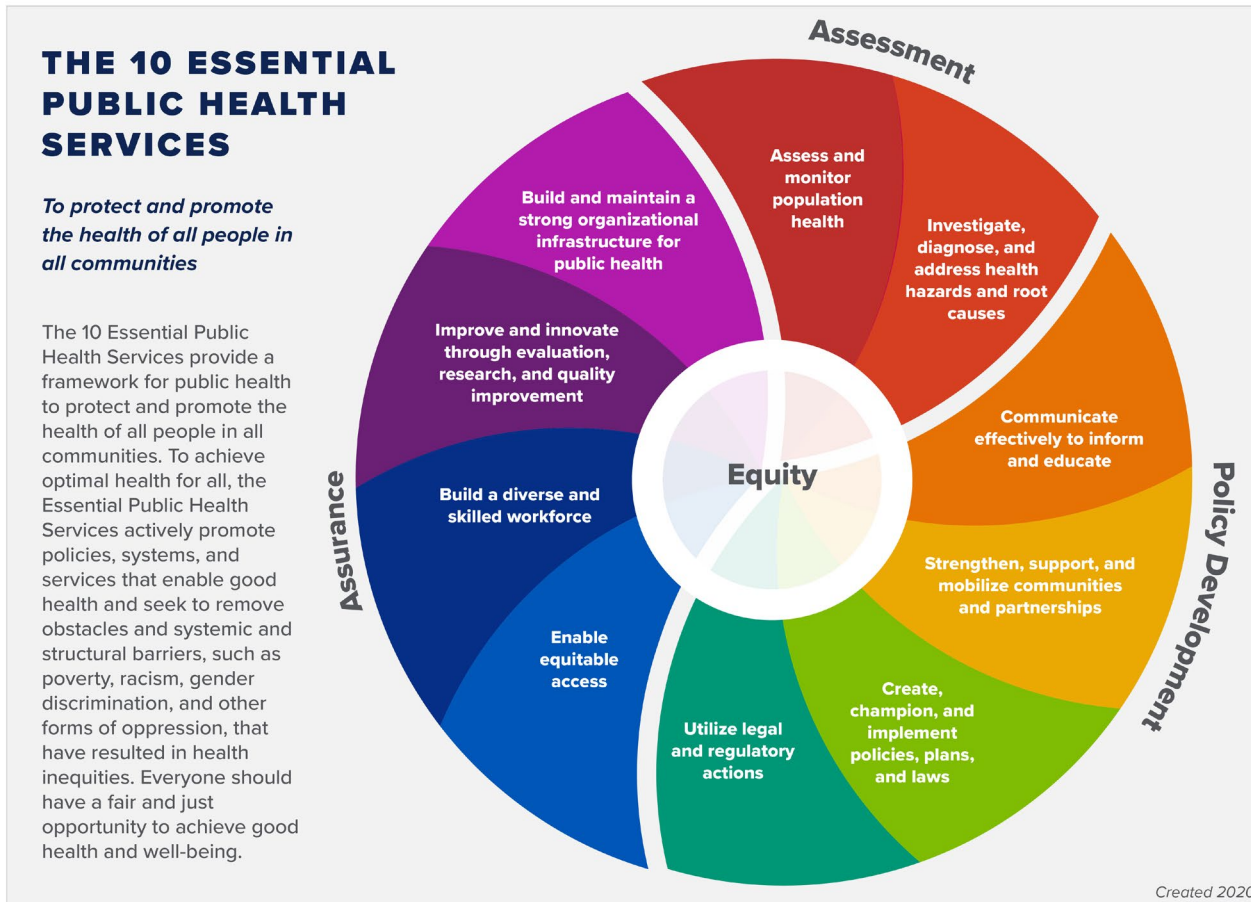 THE 10 ESSENTIAL
PUBLIC HEALTH
SERVICES
To protect and promote
the health of all people in
all communities
The 10 Essential Public
Health Services provide a
framework for public health
to protect and promote the
health of all people in all
communities. To achieve
optimal health for all, the
Essential Public Health
Services actively promote
policies, systems, and
services that enable good
health and seek to remove
obstacles and systemic and
structural barriers, such as
poverty, racism, gender
discrimination, and other
forms of oppression, that
have resulted in health
inequities. Everyone should
have a fair and just
opportunity to achieve good
health and well-being.
Assessment
Assess and
monitor
population
health
Investigate,
diagnose, and
address health
hazards and root
causes
Policy Development
Communicate
effectively to inform
and educate
Strengthen, support, and
mobilize communities
and partnerships
Create,
champion, and
implement
policies, plans,
and laws
Utilize legal
and regulatory
actions
Assurance
Enable
equitable
access
Build a diverse and
skilled workforce
Improve and innovate
through evaluation,
research, and quality
improvement
Build and maintain a
strong organizational
infrastructure for
public health
Equity
Created 2020